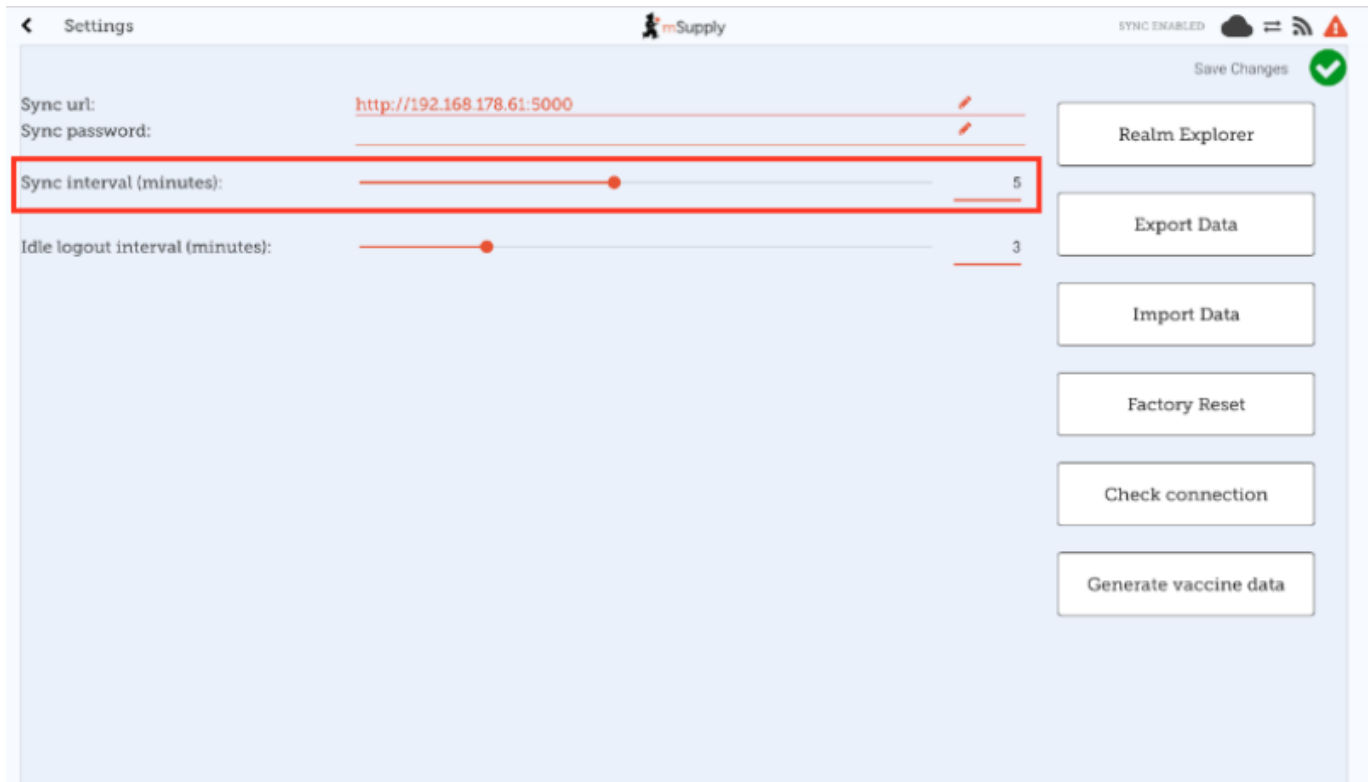 Settings
mSupply
SYNC ENABLED
Save Changes
Sync url: http://192.168.178.61:5000
Sync password:
Sync interval (minutes): 5
Idle logout interval (minutes): 3
Realm Explorer
Export Data
Import Data
Factory Reset
Check connection
Generate vaccine data